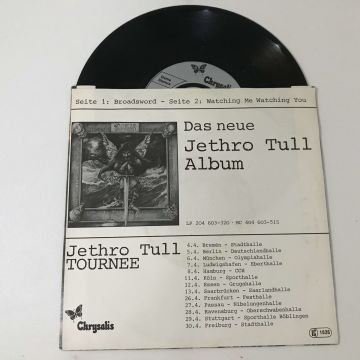 Chrysalis
Seite 1: Broadsword - Seite 2: Watching Me Watching You
Das neue
Jethro Tull
Album
LP 204 603-320 · MC 404 603-515
Jethro Tull
TOURNEE
4.4. Bremen - Stadthalle
5.4. Berlin - Deutschlandhalle
6.4. München - Olympiahalle
7.4. Ludwigshafen - Eberthalle
8.4. Hamburg - CCH
11.4. Köln - Sporthalle
12.4. Essen - Grugahalle
13.4. Saarbrücken - Saarlandhalle
26.4. Frankfurt - Festhalle
27.4. Passau - Nibelungenhalle
28.4. Ravensburg - Oberschwabenhalle
29.4. Stuttgart - Sporthalle Böblingen
30.4. Freiburg - Stadthalle
Chrysalis